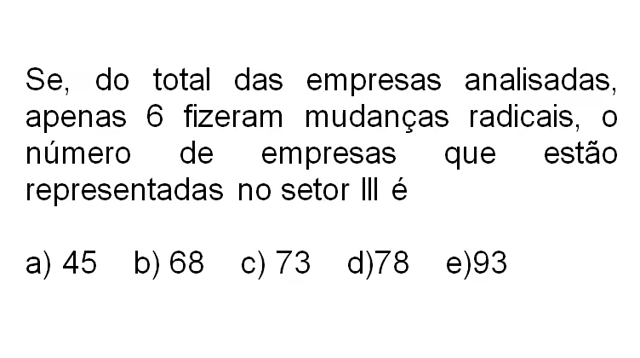 Se, do total das empresas analisadas,
apenas 6 fizeram mudanças radicais, o
número de empresas que estão
representadas no setor III é
a) 45 b) 68 c) 73 d)78 e)93